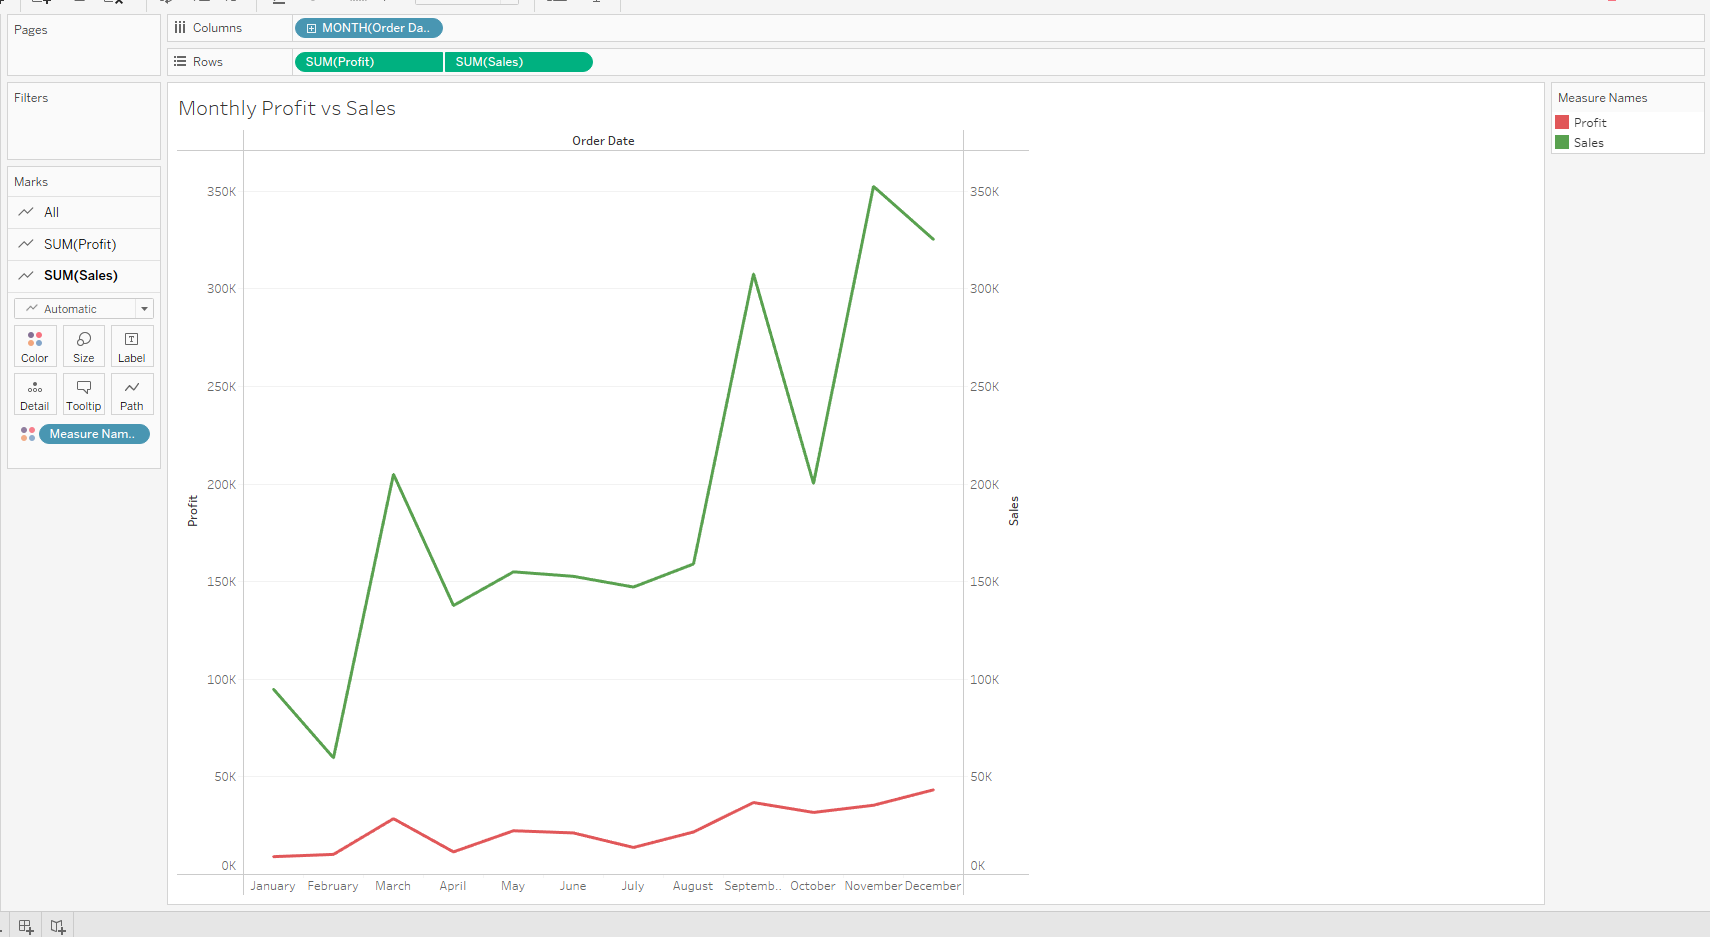 Pages
Columns
MONTH(Order Da..
Rows
SUM(Profit)
SUM(Sales)
Filters
Marks
All
SUM(Profit)
SUM(Sales)
Automatic
Color
Size
Label
Detail
Tooltip
Path
Measure Nam..
Monthly Profit vs Sales
Order Date
350K
300K
250K
200K
150K
100K
50K
0K
Profit
350K
300K
250K
200K
150K
100K
50K
0K
Sales
January February March April May June July August Septemb.. October November December
Measure Names
Profit
Sales